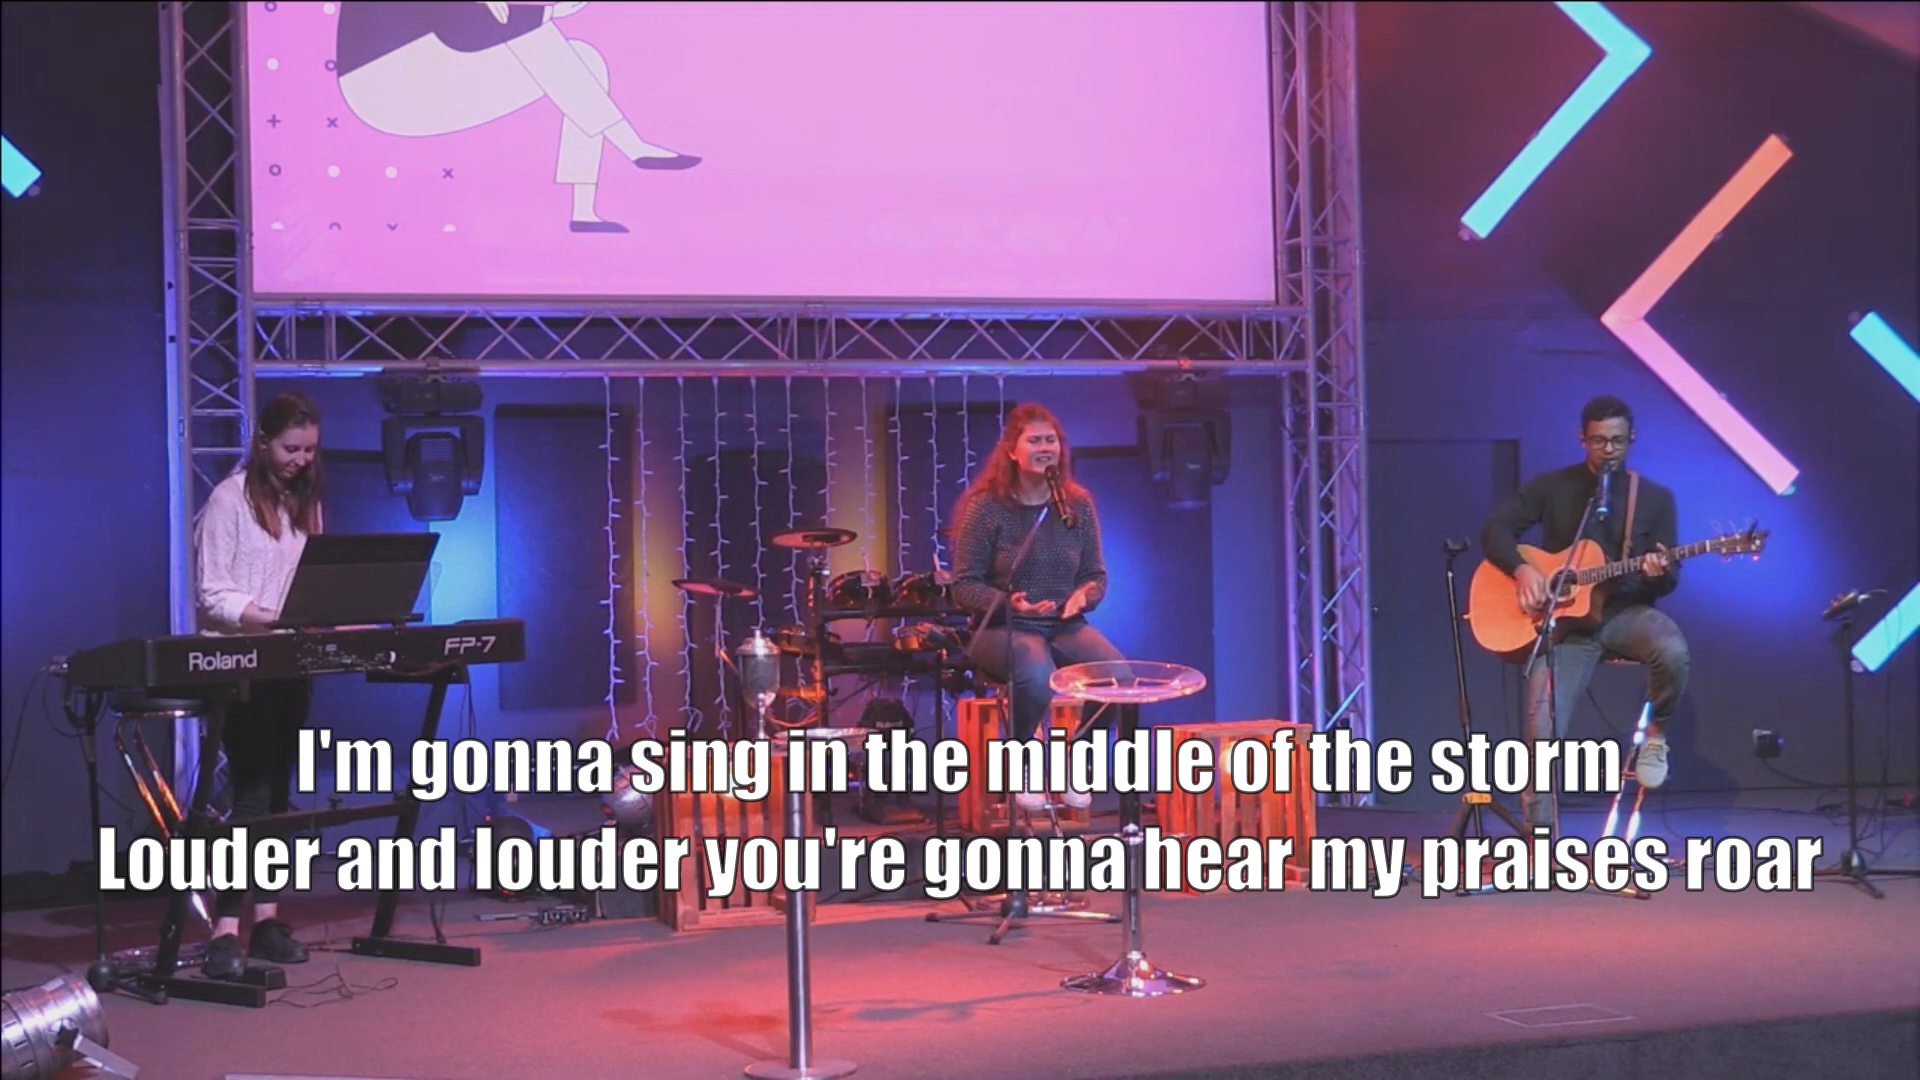 Roland
FP-7
I'm gonna sing in the middle of the storm
Louder and louder you're gonna hear my praises roar